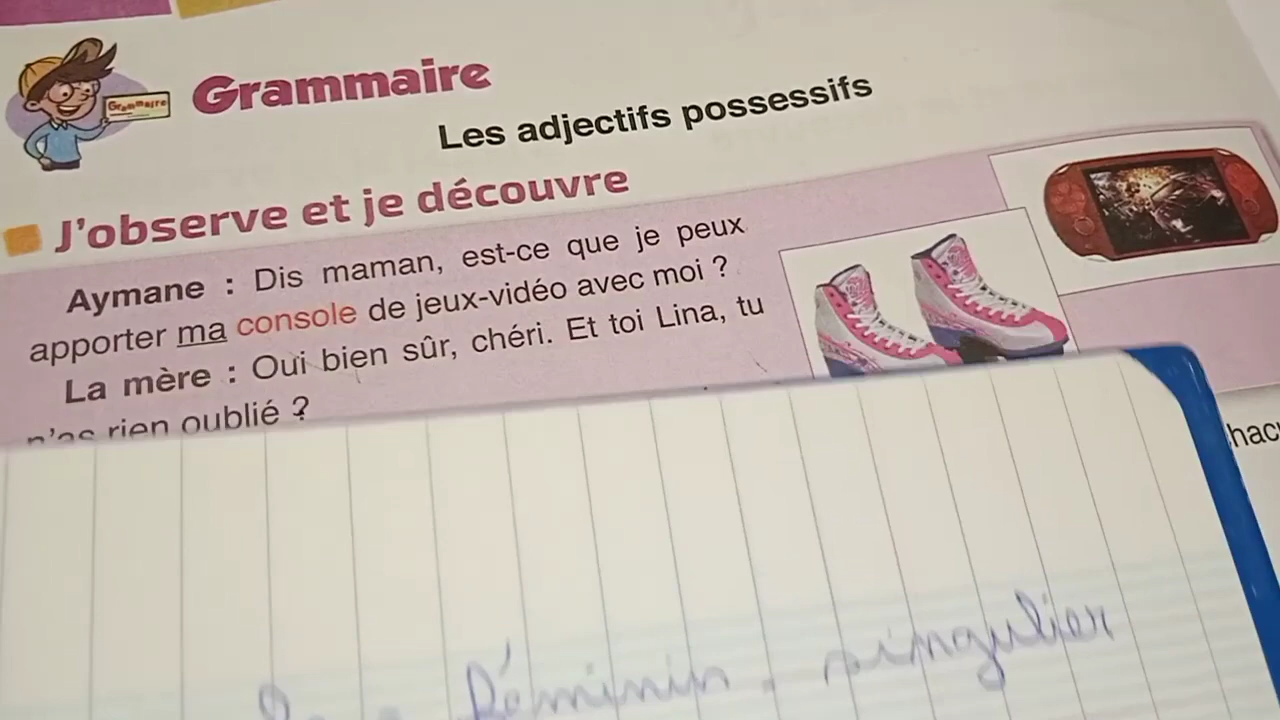 Grammaire
Grammaire
Les adjectifs possessifs
J'observe et je découvre
Aymane : Dis maman, est-ce que je peux
apporter ma console de jeux-vidéo avec moi ?
La mère : Oui bien sûr, chéri. Et toi Lina, tu
n'as rien oublié ?
féminin. singulier